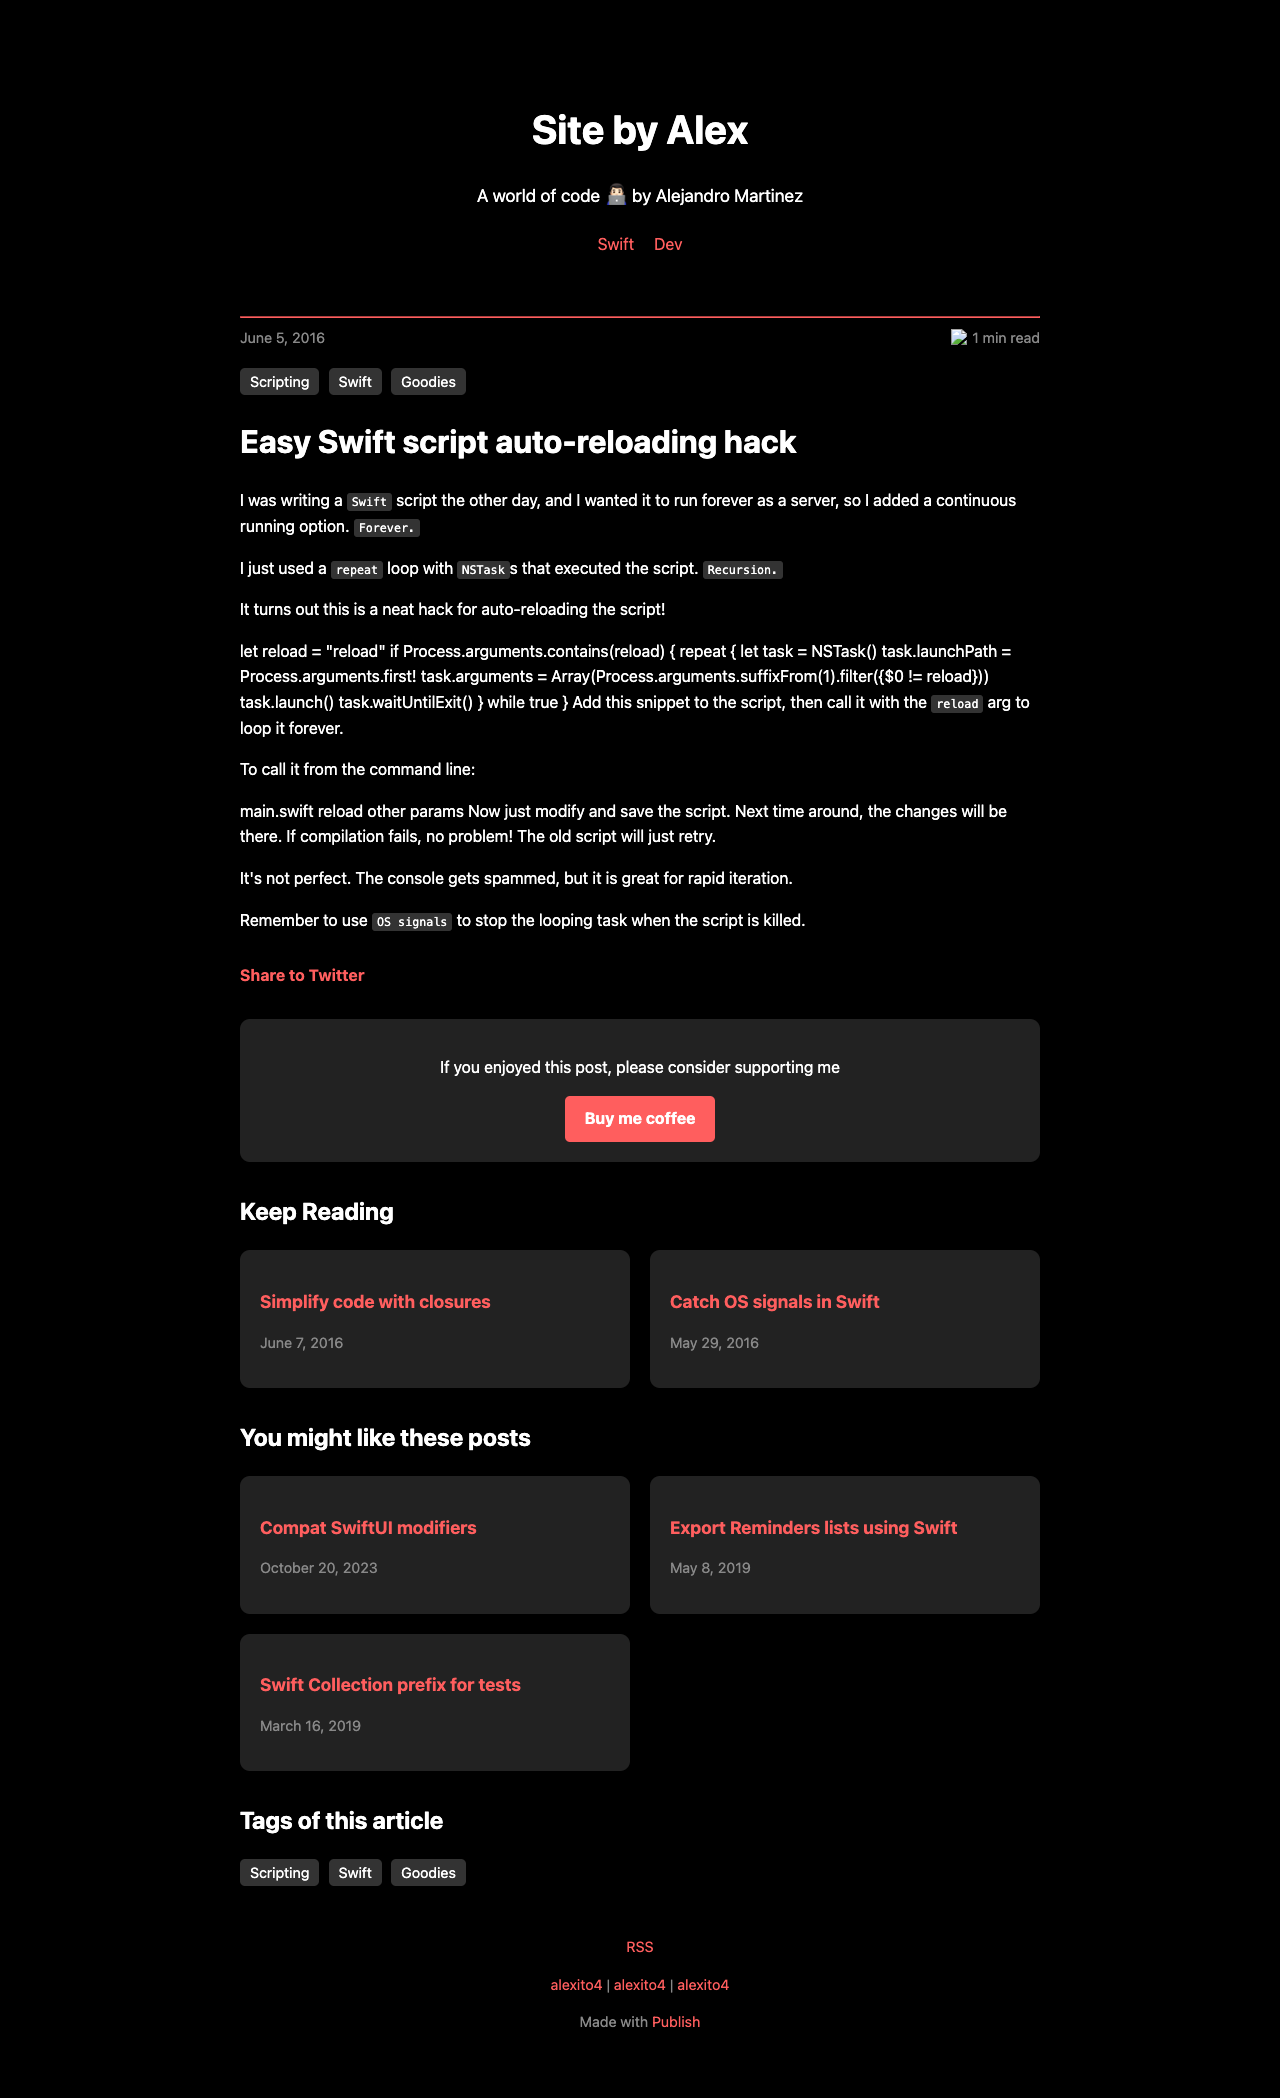 Site by Alex
A world of code 👨🏻‍💻 by Alejandro Martinez
Swift Dev
June 5, 2016 1 min read
Scripting Swift Goodies
Easy Swift script auto-reloading hack
I was writing a Swift script the other day, and I wanted it to run forever as a server, so I added a continuous
running option. Forever.
I just used a repeat loop with NSTasks that executed the script. Recursion.
It turns out this is a neat hack for auto-reloading the script!
let reload = "reload" if Process.arguments.contains(reload) { repeat { let task = NSTask() task.launchPath =
Process.arguments.first! task.arguments = Array(Process.arguments.suffixFrom(1).filter({$0 != reload}))
task.launch() task.waitUntilExit() } while true } Add this snippet to the script, then call it with the reload arg to
loop it forever.
To call it from the command line:
main.swift reload other params Now just modify and save the script. Next time around, the changes will be
there. If compilation fails, no problem! The old script will just retry.
It's not perfect. The console gets spammed, but it is great for rapid iteration.
Remember to use OS signals to stop the looping task when the script is killed.
Share to Twitter
If you enjoyed this post, please consider supporting me
Buy me coffee
Keep Reading
Simplify code with closures
June 7, 2016
Catch OS signals in Swift
May 29, 2016
You might like these posts
Compat SwiftUI modifiers
October 20, 2023
Export Reminders lists using Swift
May 8, 2019
Swift Collection prefix for tests
March 16, 2019
Tags of this article
Scripting Swift Goodies
RSS
alexito4 | alexito4 | alexito4
Made with Publish